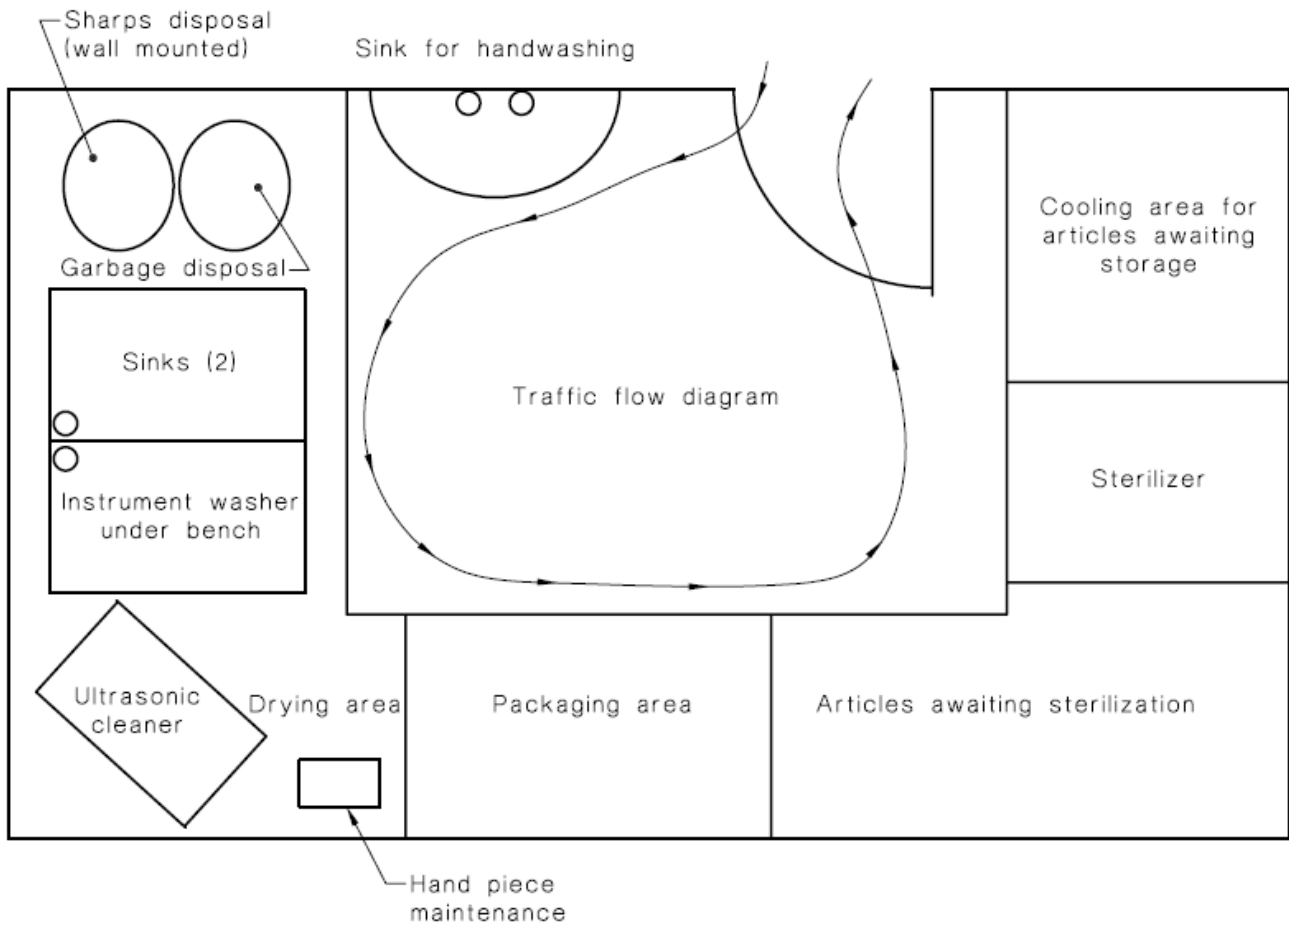 Sharps disposal
(wall mounted)
Sink for handwashing
Garbage disposal
Cooling area for
articles awaiting
storage
Sinks (2)
Traffic flow diagram
Sterilizer
Instrument washer
under bench
Ultrasonic
cleaner
Drying area
Packaging area
Articles awaiting sterilization
Hand piece
maintenance